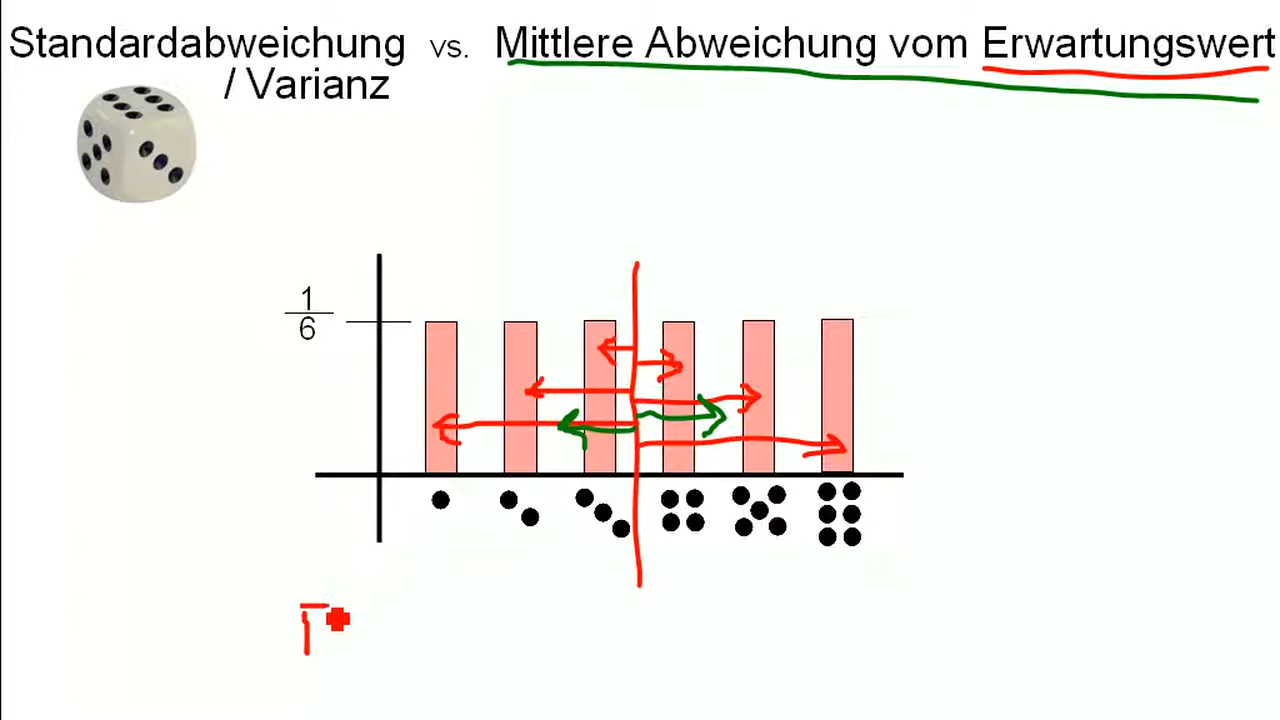 Standardabweichung vs. Mittlere Abweichung vom Erwartungswert
/ Varianz
1
6